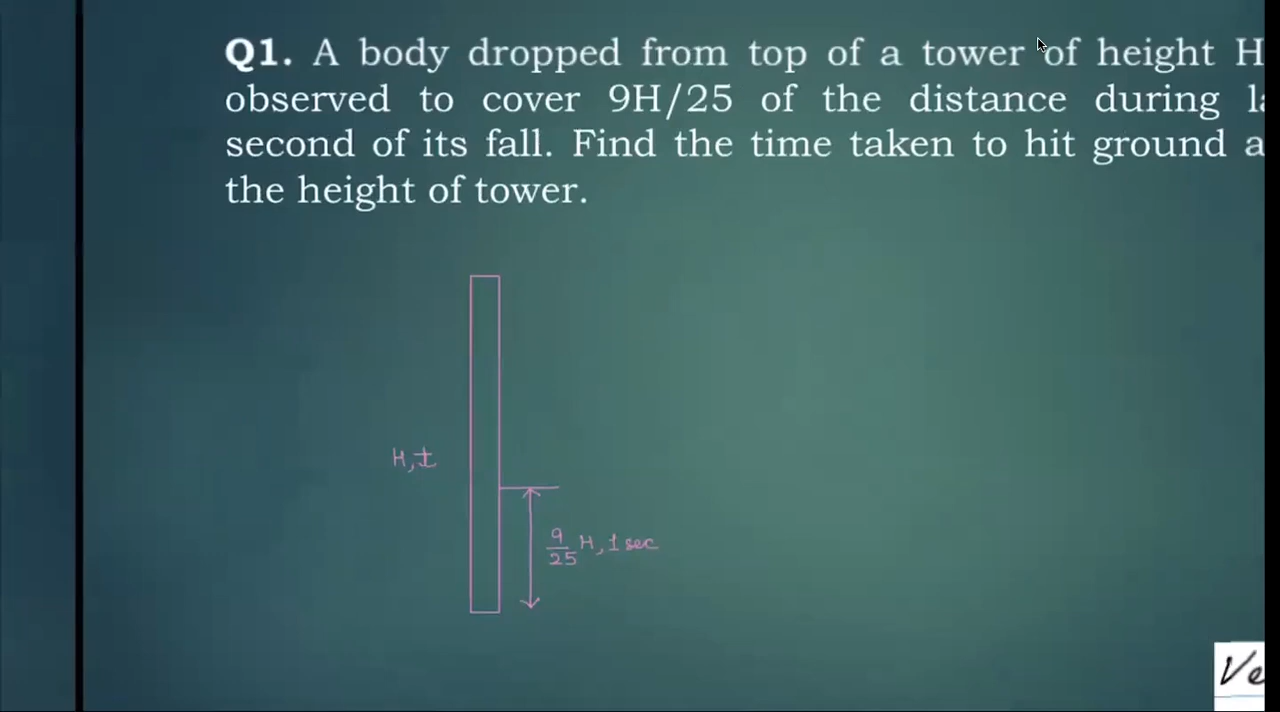 Q1. A body dropped from top of a tower of height H
observed to cover 9H/25 of the distance during
second of its fall. Find the time taken to hit ground
the height of tower.
H, t
9/25 H, 1 sec